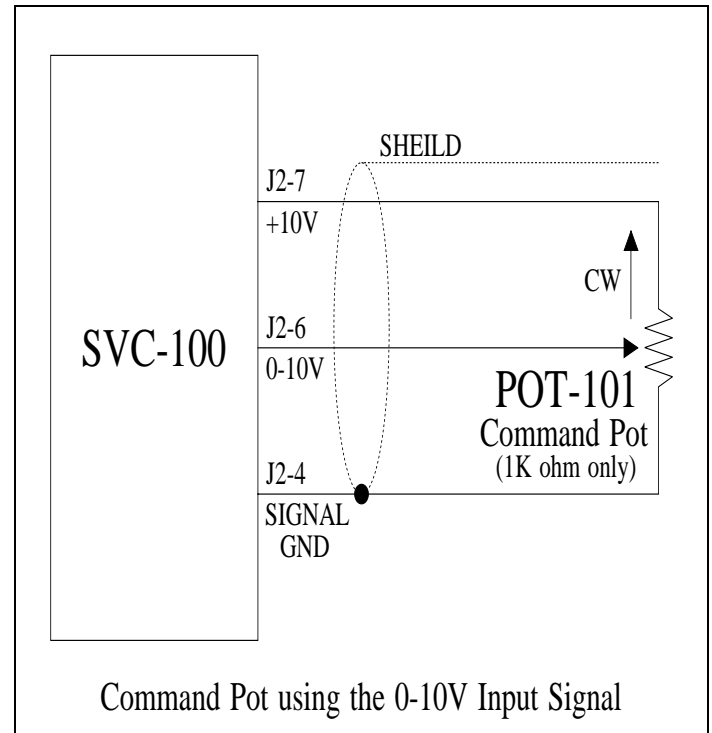 SHEILD
J2-7
+10V
CW
SVC-100
J2-6
0-10V
POT-101
Command Pot
(1K ohm only)
J2-4
SIGNAL
GND
Command Pot using the 0-10V Input Signal